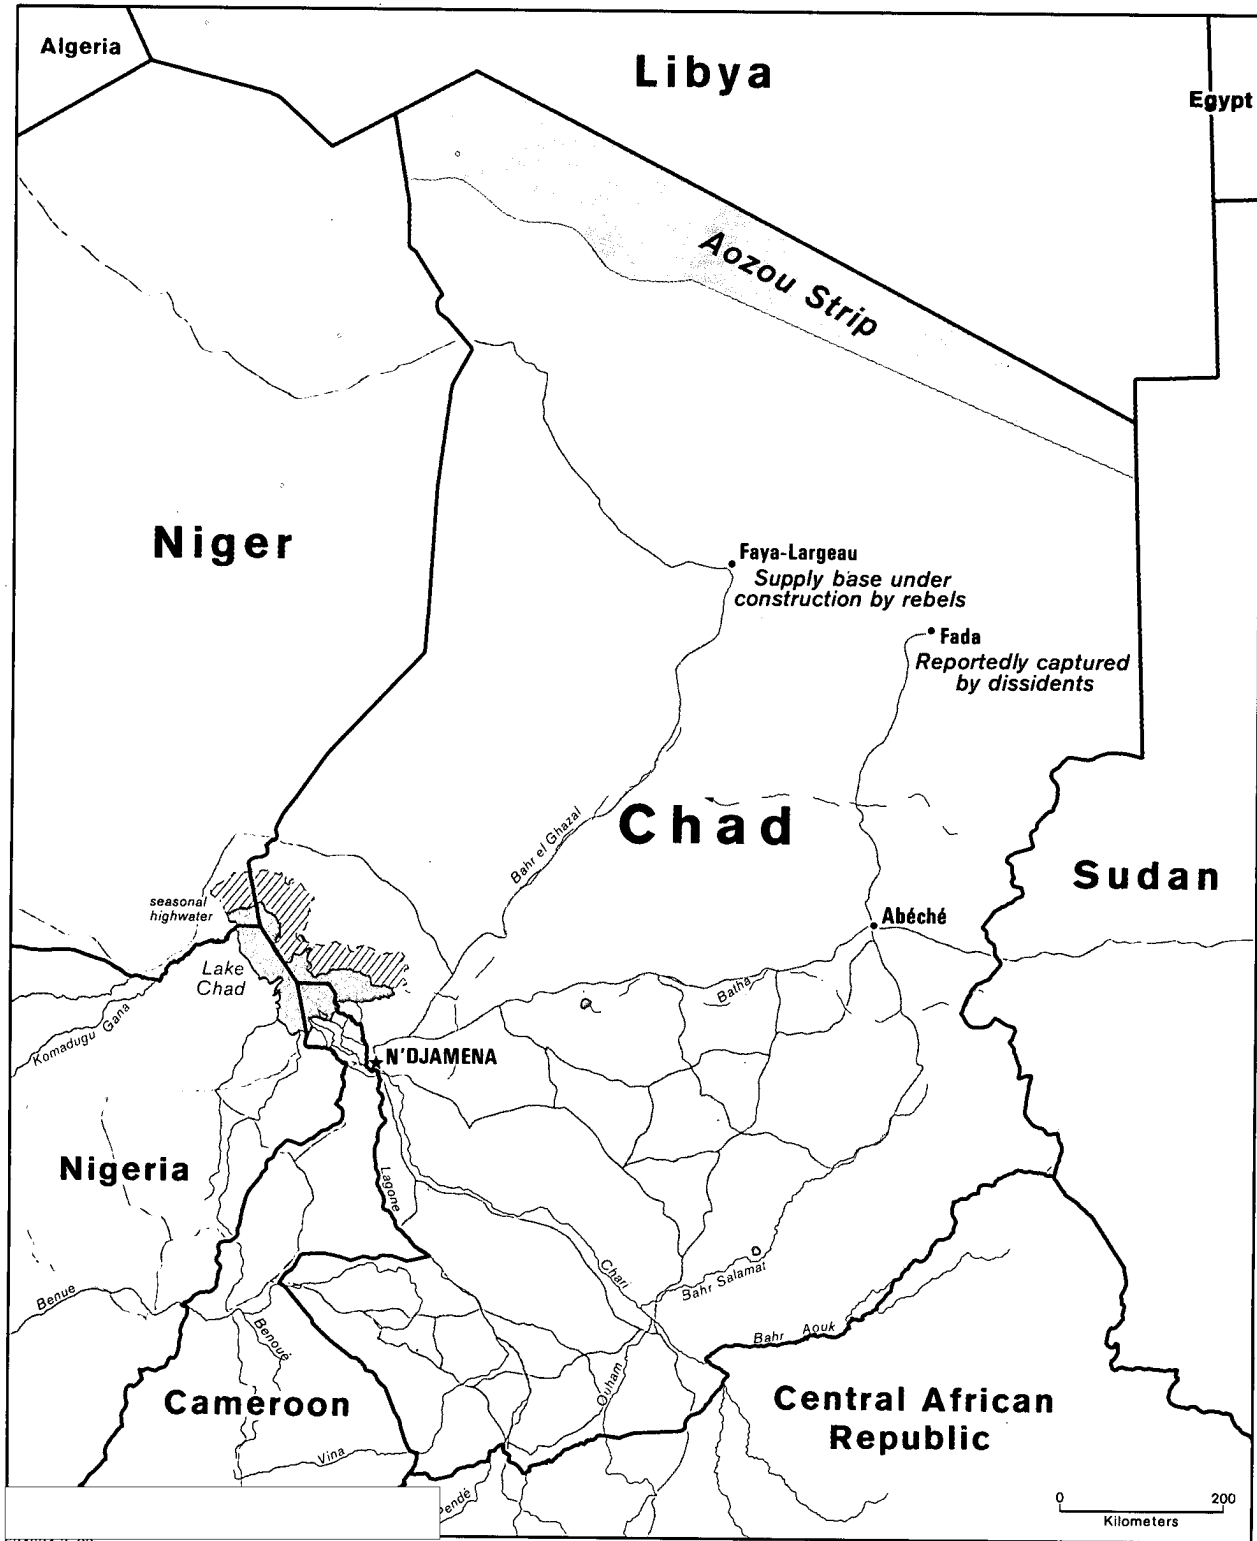 Algeria
Libya
Egypt
Aozou Strip
Niger
Faya-Largeau
Supply base under
construction by rebels
Fada
Reportedly captured
by dissidents
Chad
Bahr el Ghazal
Sudan
seasonal
highwater
Abéché
Lake
Chad
Batha
Komadugu Gana
N'DJAMENA
Nigeria
Lagone
Chari
Bahr Salamat
Benue
Benoué
Bahr Aouk
Ouham
Cameroon
Central African
Republic
Vina
Pendé
0 200
Kilometers